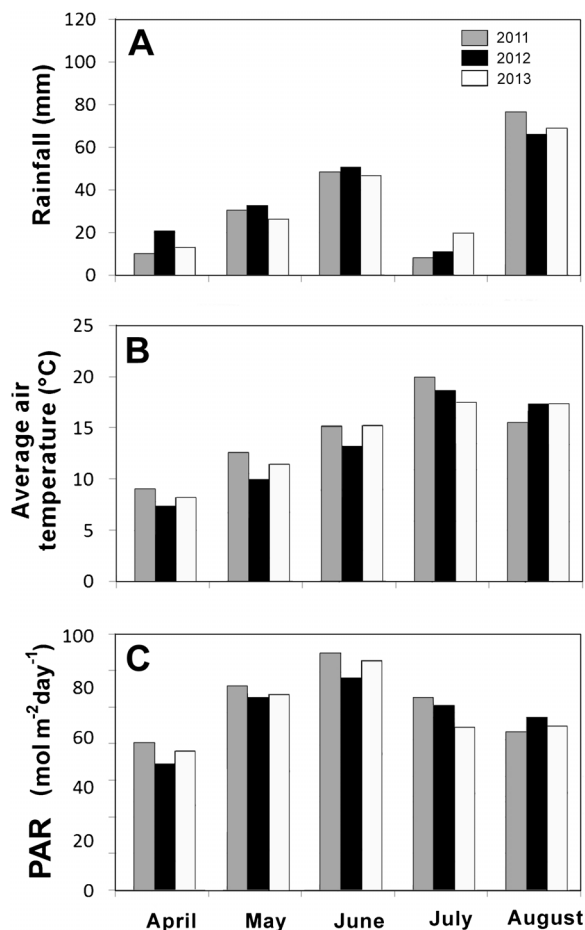 A
2011
2012
2013
Rainfall (mm)
120
100
80
60
40
20
0
B
Average air
temperature (°C)
25
20
15
10
5
0
C
PAR (mol m⁻²day⁻¹)
100
80
60
40
20
0
April May June July August